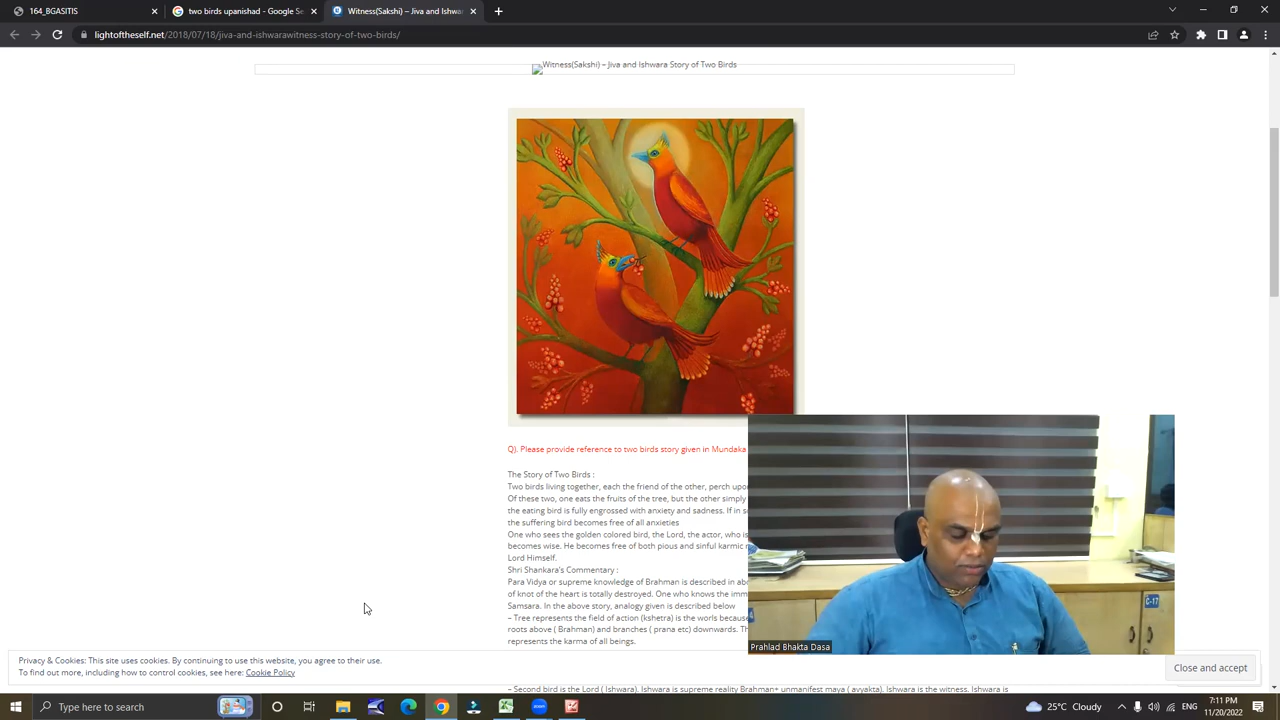 164_BGASITIS
two birds upanishad - Google Se
Witness(Sakshi) – Jiva and Ishwar
lightoftheself.net/2018/07/18/jiva-and-ishwarawitness-story-of-two-birds/
Witness(Sakshi) – Jiva and Ishwara Story of Two Birds
Q). Please provide reference to two birds story given in Mundaka
The Story of Two Birds :
Two birds living together, each the friend of the other, perch upo
Of these two, one eats the fruits of the tree, but the other simply
the eating bird is fully engrossed with anxiety and sadness. If in s
the suffering bird becomes free of all anxieties
One who sees the golden colored bird, the Lord, the actor, who is
becomes wise. He becomes free of both pious and sinful karmic r
Lord Himself.
Shri Shankara's Commentary :
Para Vidya or supreme knowledge of Brahman is described in abo
of knot of the heart is totally destroyed. One who knows the imm
Samsara. In the above story, analogy given is described below
– Tree represents the field of action (kshetra) is the worls because
roots above ( Brahman) and branches ( prana etc) downwards. Th
represents the karma of all beings.
C-17
Prahlad Bhakta Dasa
Privacy & Cookies: This site uses cookies. By continuing to use this website, you agree to their use.
To find out more, including how to control cookies, see here: Cookie Policy
Close and accept
– Second bird is the Lord ( Ishwara). Ishwara is supreme reality Brahman+ unmanifest maya ( avyakta). Ishwara is the witness. Ishwara is
Type here to search
25°C Cloudy
ENG
7:11 PM
11/20/2022